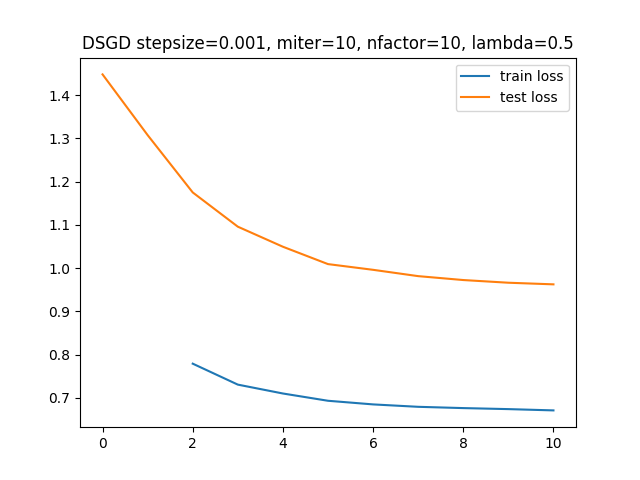 DSGD stepsize=0.001, miter=10, nfactor=10, lambda=0.5
train loss
test loss
1.4
1.3
1.2
1.1
1.0
0.9
0.8
0.7
0 2 4 6 8 10